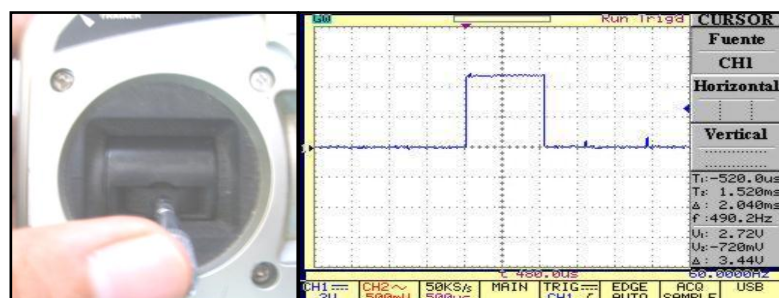 TRAINER
GW
Run Trig'd
CURSOR
Fuente
CH1
Horizontal
Vertical
T₁:-520.0us
T₂: 1.520ms
Δ: 2.040ms
f:490.2Hz
V₁: 2.72V
V₂:-720mV
Δ: 3.44V
480.0us
60.0000Hz
CH1 CH2~ 50KS/s MAIN TRIG EDGE ACQ USB
2V 500mV 500us CH1 AUTO SAMPLE